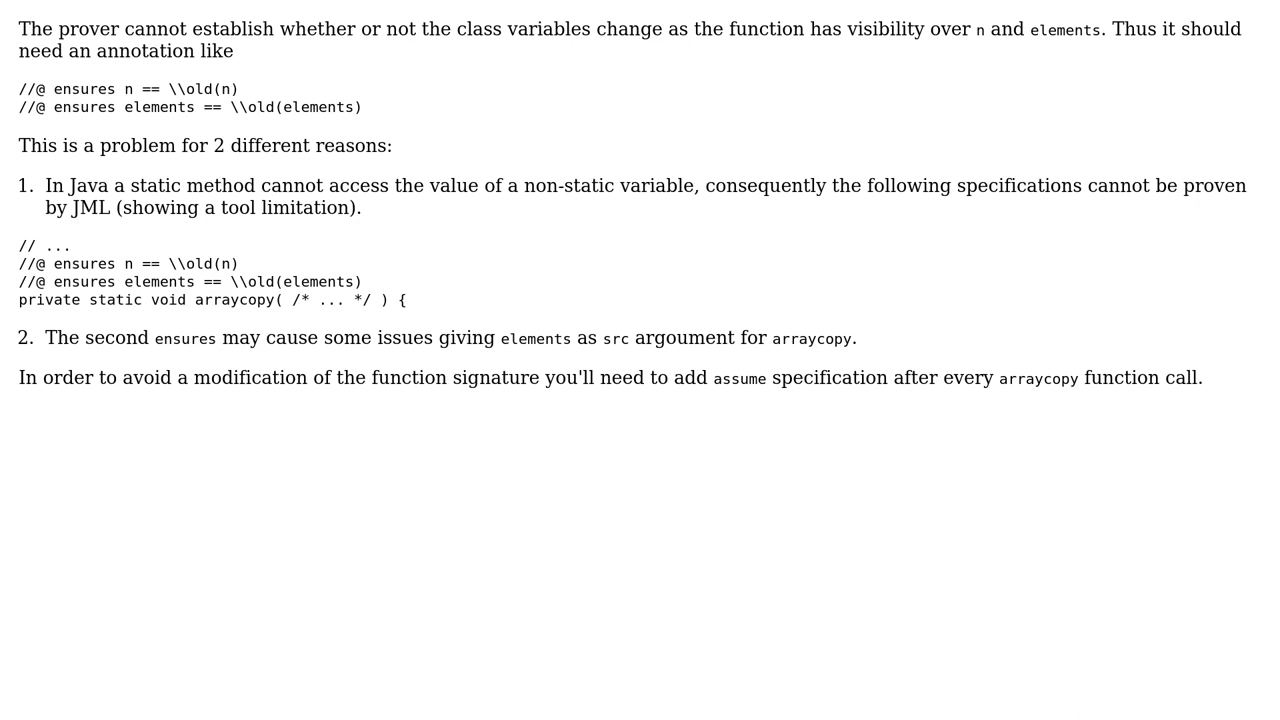 The prover cannot establish whether or not the class variables change as the function has visibility over n and elements. Thus it should
need an annotation like
//@ ensures n == \\old(n)
//@ ensures elements == \\old(elements)
This is a problem for 2 different reasons:
1. In Java a static method cannot access the value of a non-static variable, consequently the following specifications cannot be proven
by JML (showing a tool limitation).
// ...
//@ ensures n == \\old(n)
//@ ensures elements == \\old(elements)
private static void arraycopy( /* ... */ ) {
2. The second ensures may cause some issues giving elements as src argoument for arraycopy.
In order to avoid a modification of the function signature you'll need to add assume specification after every arraycopy function call.